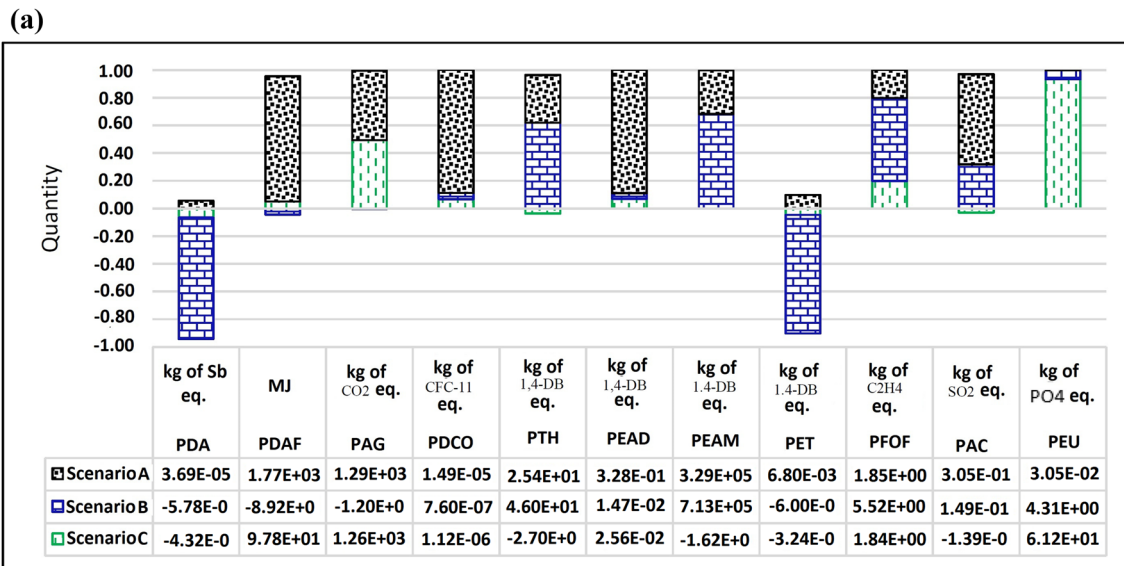 (a)
Quantity
1.00
0.80
0.60
0.40
0.20
0.00
-0.20
-0.40
-0.60
-0.80
-1.00
kg of Sb eq. MJ kg of CO2 eq. kg of CFC-11 eq. kg of 1,4-DB eq. kg of 1,4-DB eq. kg of 1.4-DB eq. kg of 1.4-DB eq. kg of C2H4 eq. kg of SO2 eq. kg of PO4 eq.
PDA PDAF PAG PDCO PTH PEAD PEAM PET PFOF PAC PEU
Scenario A 3.69E-05 1.77E+03 1.29E+03 1.49E-05 2.54E+01 3.28E-01 3.29E+05 6.80E-03 1.85E+00 3.05E-01 3.05E-02
Scenario B -5.78E-0 -8.92E+0 -1.20E+0 7.60E-07 4.60E+01 1.47E-02 7.13E+05 -6.00E-0 5.52E+00 1.49E-01 4.31E+00
Scenario C -4.32E-0 9.78E+01 1.26E+03 1.12E-06 -2.70E+0 2.56E-02 -1.62E+0 -3.24E-0 1.84E+00 -1.39E-0 6.12E+01